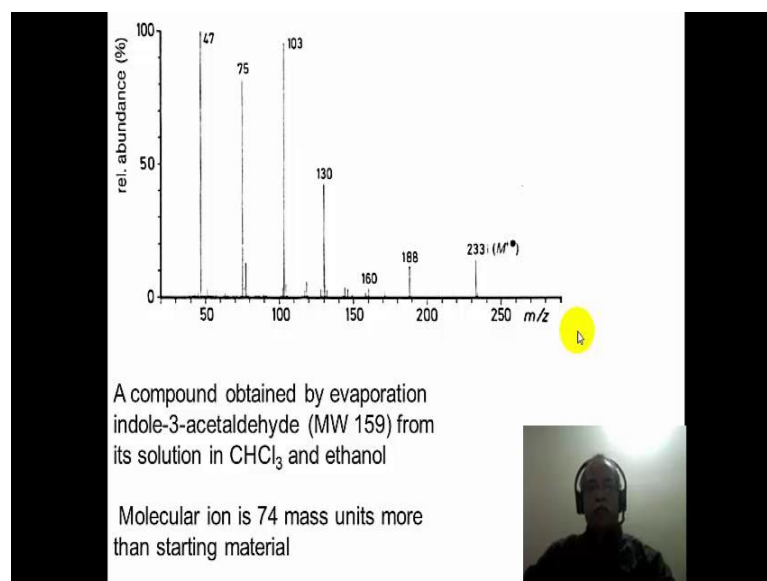 100
47
103
75
rel. abundance (%)
50
130
160
188
233 (M+•)
0
50 100 150 200 250 m/z
A compound obtained by evaporation
indole-3-acetaldehyde (MW 159) from
its solution in CHCl₃ and ethanol
Molecular ion is 74 mass units more
than starting material